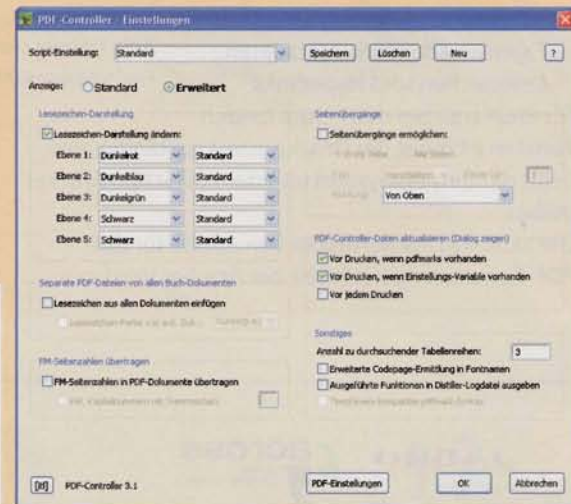 PDF-Controller / Einstellungen
Script-Einstellung: Standard Speichern Löschen Neu ?
Anzeige: Standard Erweitert
Lesezeichen-Darstellung
Lesezeichen-Darstellung ändern:
Ebene 1: Dunkelrot Standard
Ebene 2: Dunkelblau Standard
Ebene 3: Dunkelgrün Standard
Ebene 4: Schwarz Standard
Ebene 5: Schwarz Standard
Separate PDF-Dateien von allen Buch-Dokumenten
Lesezeichen aus allen Dokumenten einfügen
FM-Seitenzahlen übertragen
FM-Seitenzahlen in PDF-Dokumente übertragen
Seitenübergänge
Seitenübergänge ermöglichen:
Von Oben
PDF-Controller-Daten aktualisieren (Dialog zeigen)
Vor Drucken, wenn pdfmarks vorhanden
Vor Drucken, wenn Einstellungs-Variable vorhanden
Vor jedem Drucken
Sonstiges
Anzahl zu durchsuchender Tabellenreihen: 3
Erweiterte Codepage-Ermittlung in Fontnamen
Ausgeführte Funktionen in Distiller-Logdatei ausgeben
PDF-Controller 3.1 PDF-Einstellungen OK Abbrechen